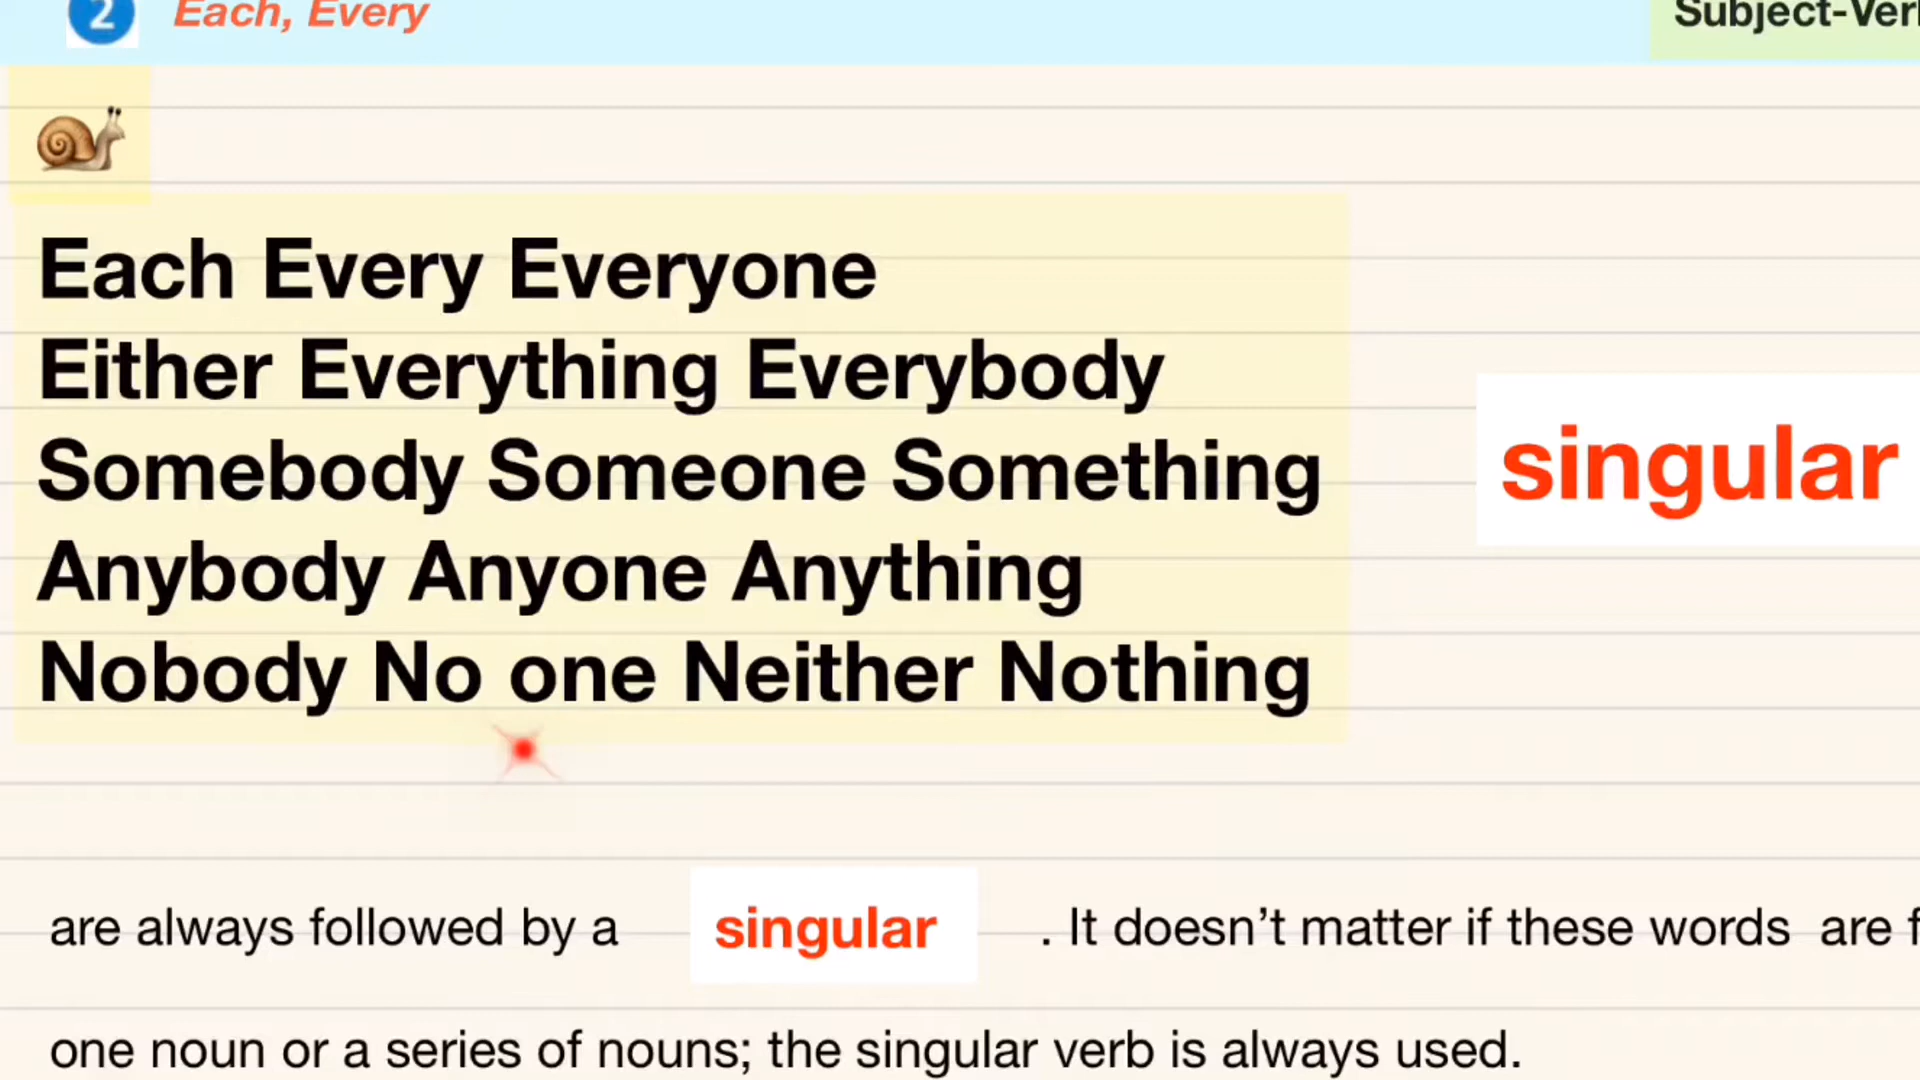 2 Each, Every
Subject-Ver
Each Every Everyone
Either Everything Everybody
Somebody Someone Something
singular
Anybody Anyone Anything
Nobody No one Neither Nothing
are always followed by a singular . It doesn’t matter if these words are f
one noun or a series of nouns; the singular verb is always used.